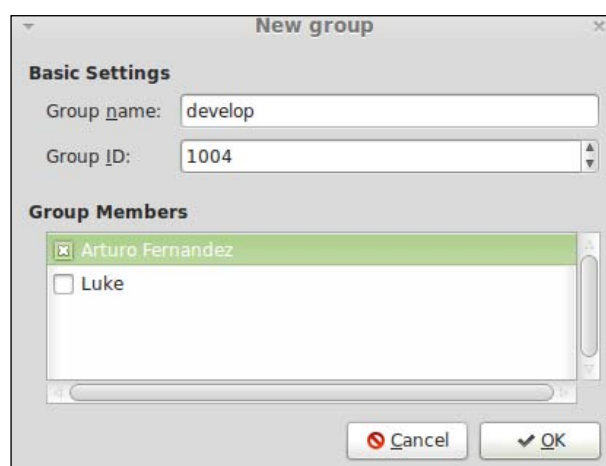 New group
Basic Settings
Group name: develop
Group ID: 1004
Group Members
Arturo Fernandez
Luke
Cancel OK